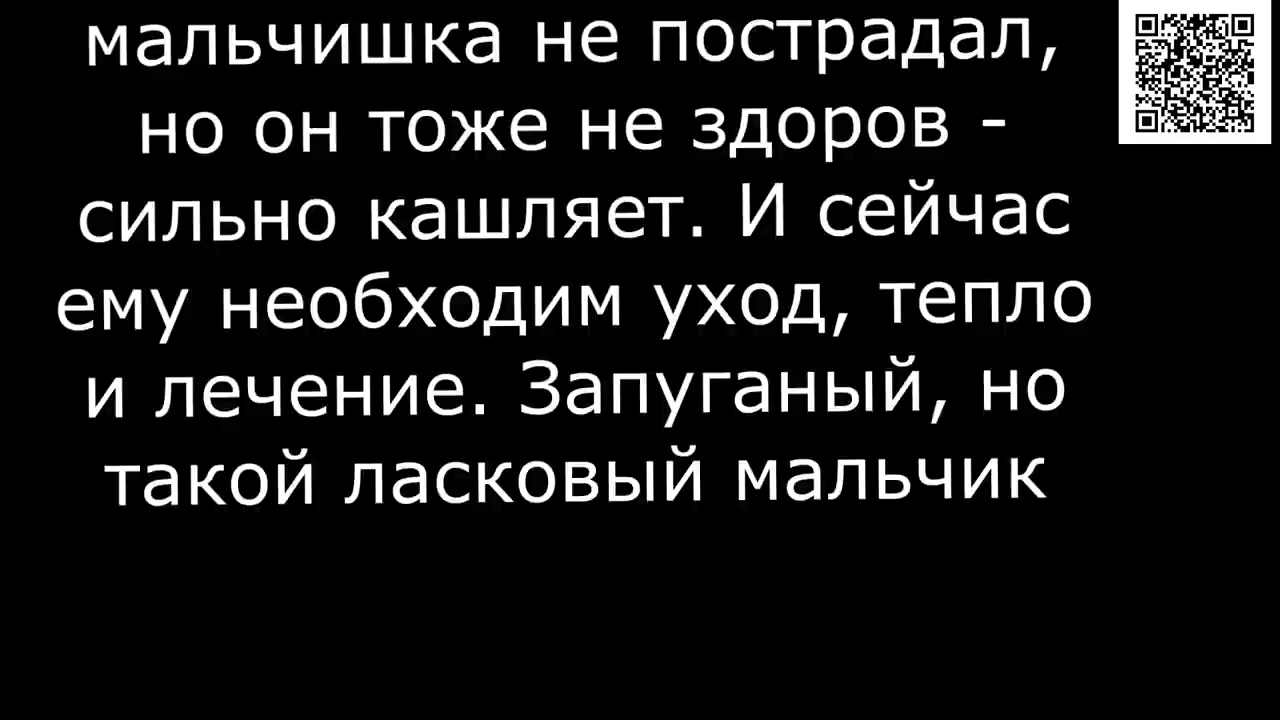 мальчишка не пострадал,
но он тоже не здоров -
сильно кашляет. И сейчас
ему необходим уход, тепло
и лечение. Запуганый, но
такой ласковый мальчик